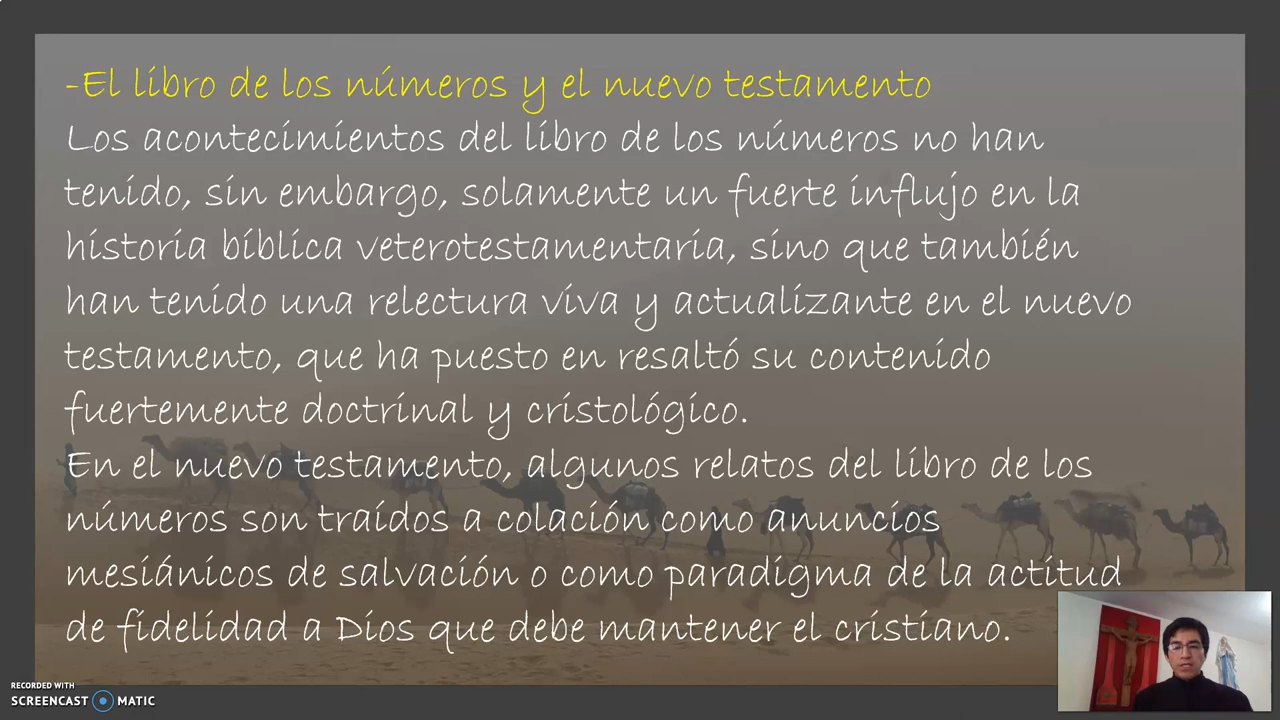 -El libro de los números y el nuevo testamento
Los acontecimientos del libro de los números no han
tenido, sin embargo, solamente un fuerte influjo en la
historia bíblica veterotestamentaria, sino que también
han tenido una relectura viva y actualizante en el nuevo
testamento, que ha puesto en resaltó su contenido
fuertemente doctrinal y cristológico.
En el nuevo testamento, algunos relatos del libro de los
números son traídos a colación como anuncios
mesiánicos de salvación o como paradigma de la actitud
de fidelidad a Dios que debe mantener el cristiano.
RECORDED WITH
SCREENCAST MATIC